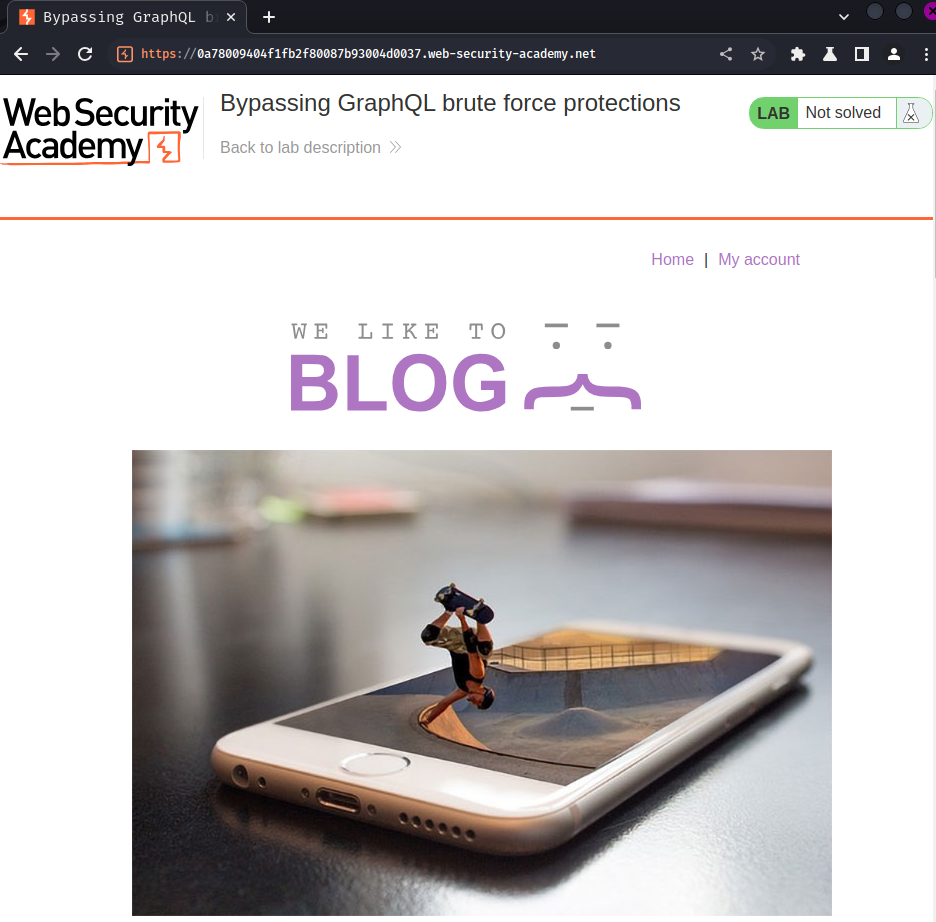 Bypassing GraphQL b
https://0a78009404f1fb2f80087b93004d0037.web-security-academy.net
Web Security
Academy
Bypassing GraphQL brute force protections
Back to lab description
LAB Not solved
Home | My account
WE LIKE TO
BLOG